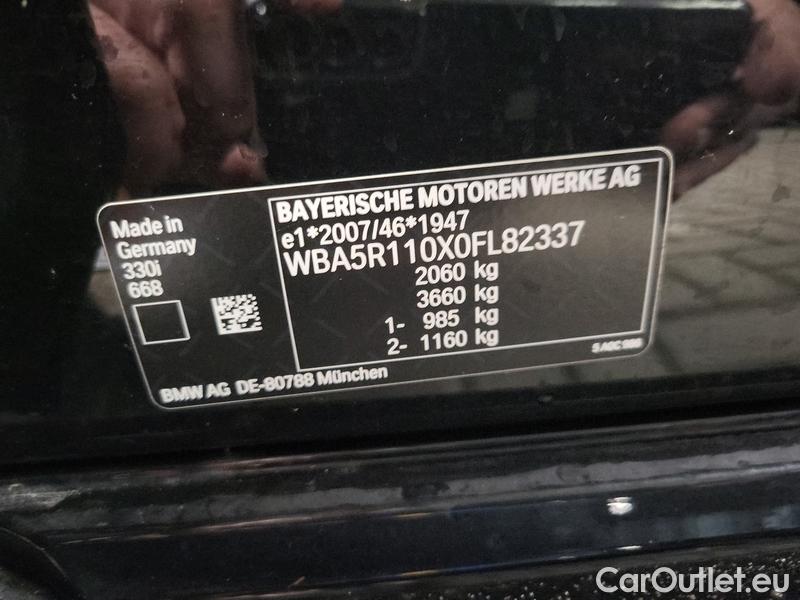 Made in
Germany
330i
668
BAYERISCHE MOTOREN WERKE AG
e1*2007/46*1947
WBA5R110X0FL82337
2060 kg
3660 kg
1- 985 kg
2- 1160 kg
BMW AG DE-80788 München
CarOutlet.eu